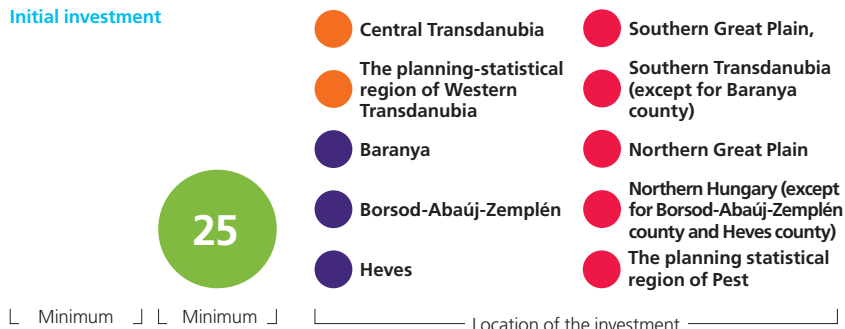 Initial investment
Central Transdanubia
The planning-statistical
region of Western
Transdanubia
Baranya
Borsod-Abaúj-Zemplén
Heves
Southern Great Plain,
Southern Transdanubia
(except for Baranya
county)
Northern Great Plain
Northern Hungary (except
for Borsod-Abaúj-Zemplén
county and Heves county)
The planning statistical
region of Pest
25
Minimum
Minimum
Location of the investment